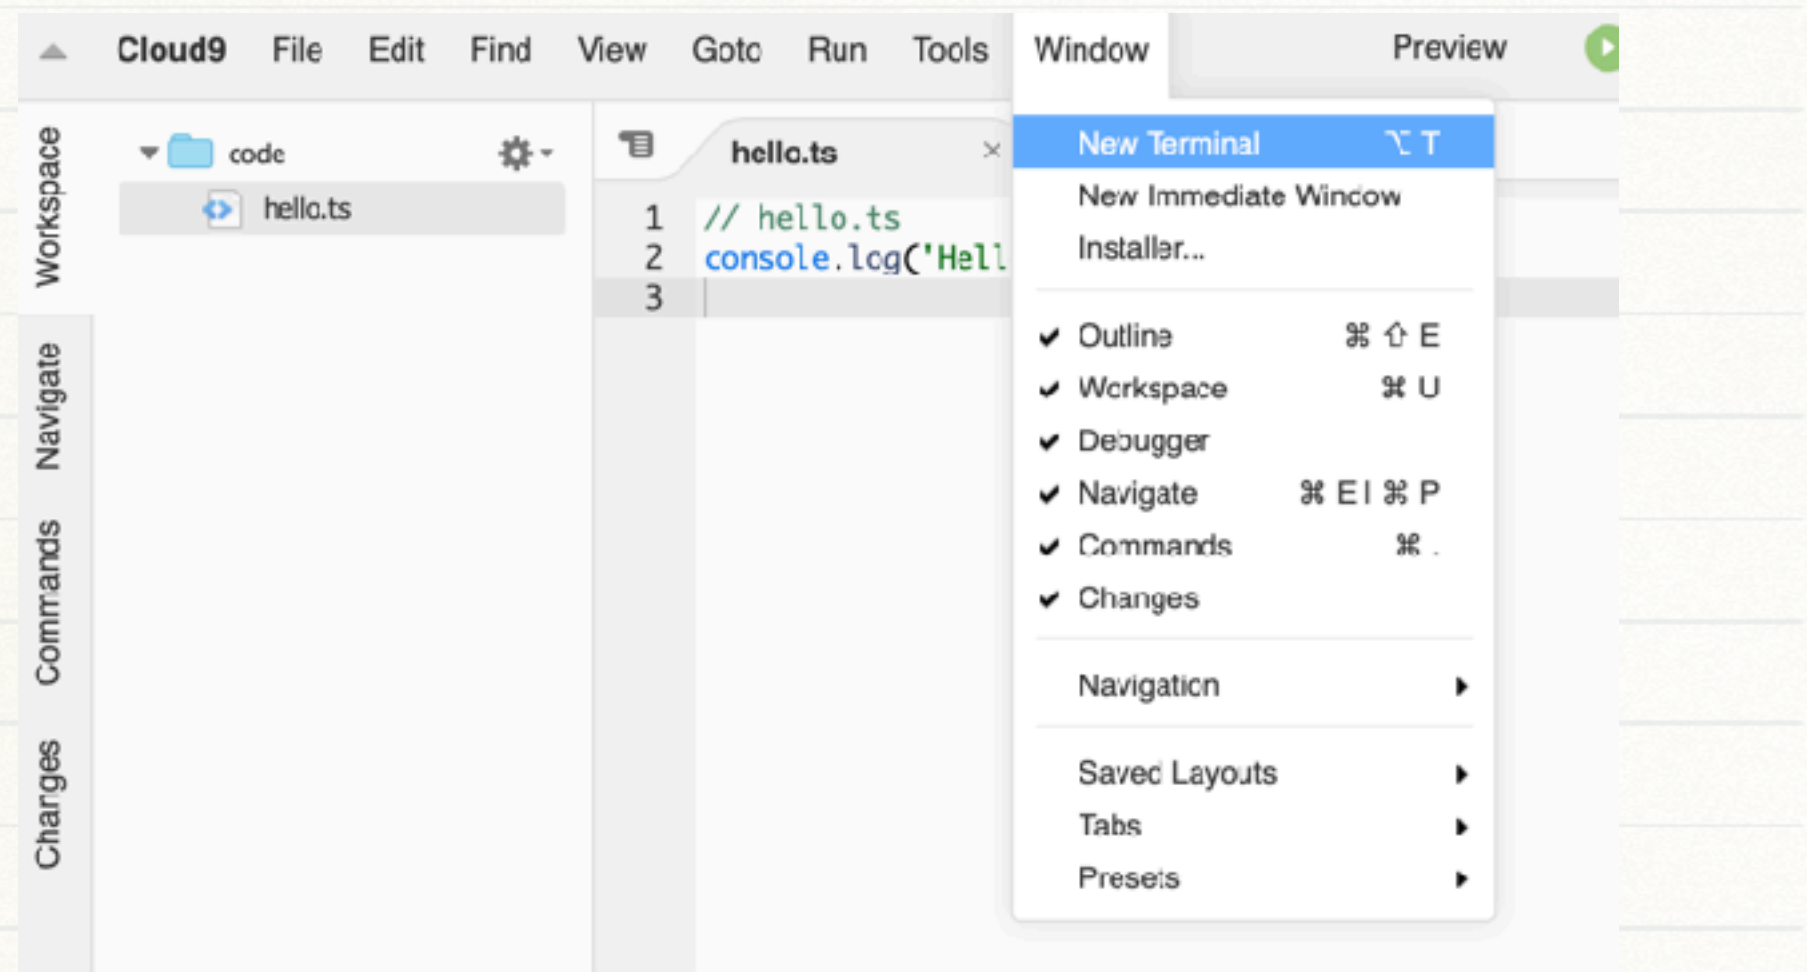 Cloud9 File Edit Find View Goto Run Tools Window Preview
Workspace
Navigate
Commands
Changes
code
hello.ts
hello.ts ×
1 // hello.ts
2 console.log('Hell
3
New Terminal ⌥ T
New Immediate Window
Installer...
✔ Outline ⌘ ⇧ E
✔ Workspace ⌘ U
✔ Debugger
✔ Navigate ⌘ E | ⌘ P
✔ Commands ⌘ .
✔ Changes
Navigation
Saved Layouts
Tabs
Presets